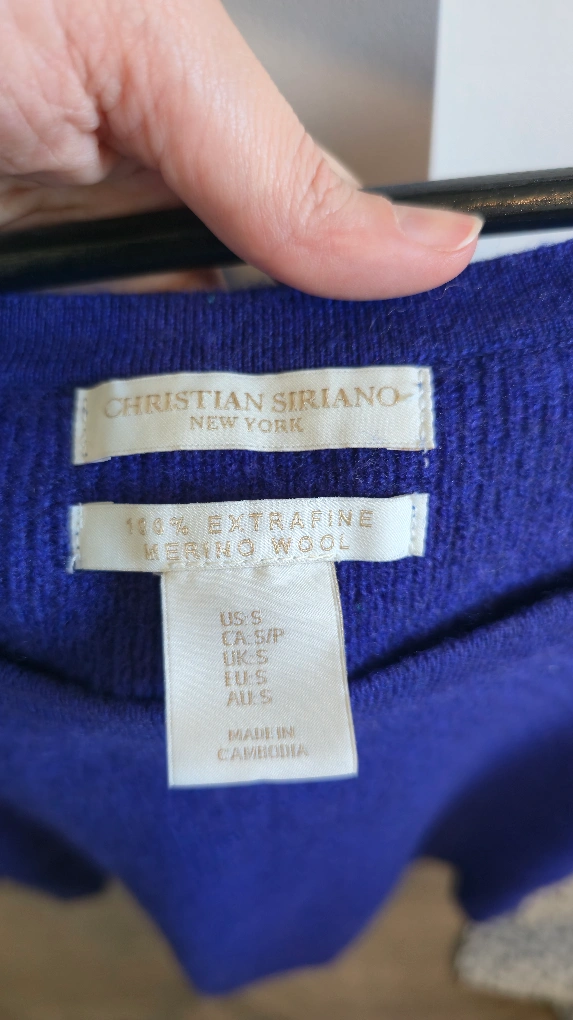 CHRISTIAN SIRIANO
NEW YORK
100% EXTRAFINE
MERINO WOOL
US: S
CA: S/P
UK: S
EU: S
AU: S
MADE IN
CAMBODIA